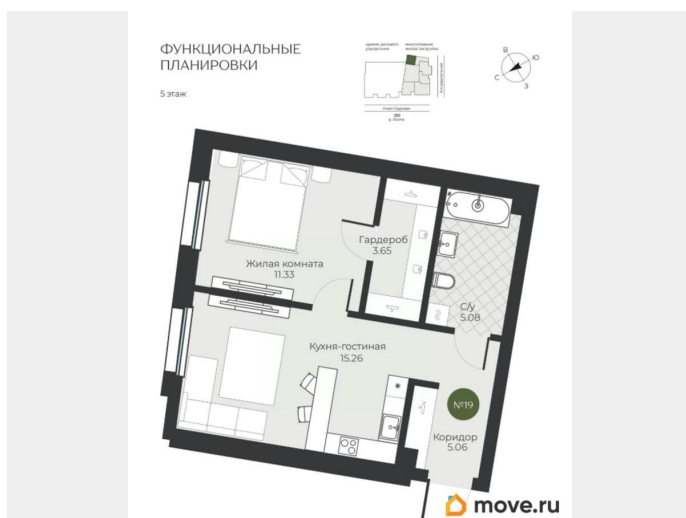 ФУНКЦИОНАЛЬНЫЕ
ПЛАНИРОВКИ
5 этаж
В
Ю
С
З
Жилая комната
11.33
Гардероб
3.65
С/у
5.08
Кухня-гостиная
15.26
№19
Коридор
5.06
move.ru